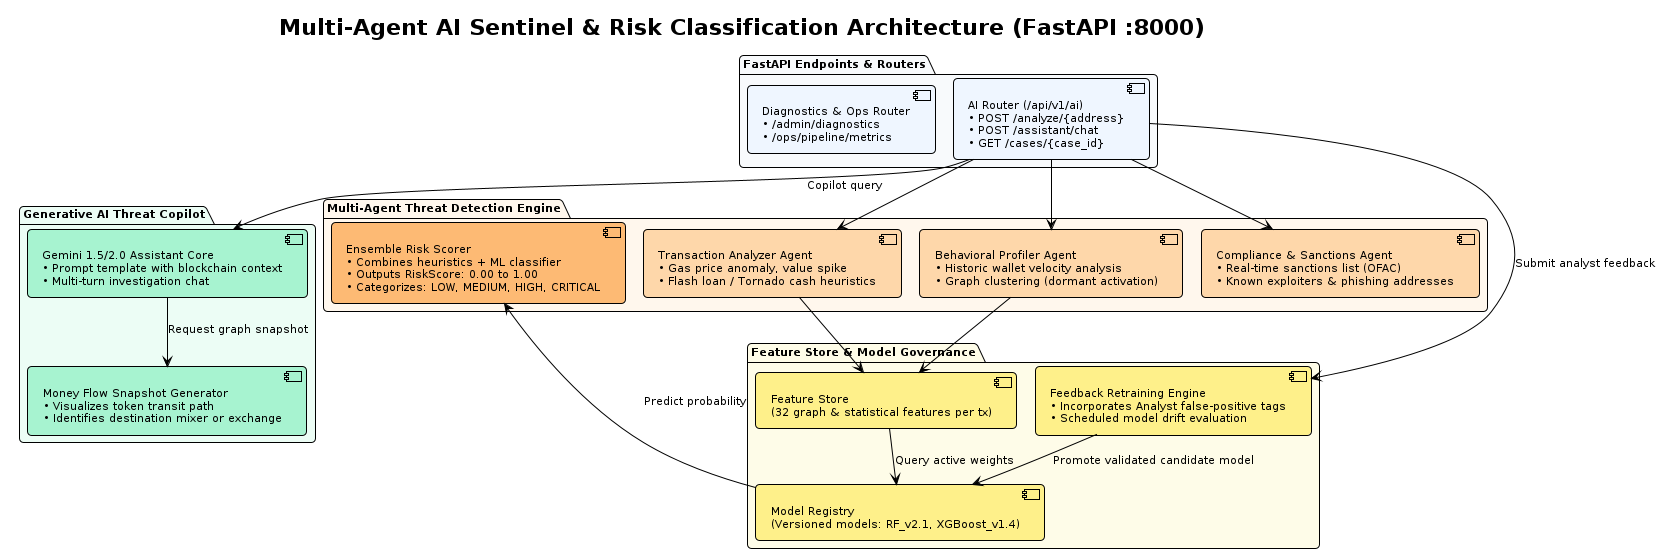 Multi-Agent AI Sentinel & Risk Classification Architecture (FastAPI :8000)
FastAPI Endpoints & Routers
Diagnostics & Ops Router
• /admin/diagnostics
• /ops/pipeline/metrics
AI Router (/api/v1/ai)
• POST /analyze/{address}
• POST /assistant/chat
• GET /cases/{case_id}
Copilot query
Submit analyst feedback
Generative AI Threat Copilot
Gemini 1.5/2.0 Assistant Core
• Prompt template with blockchain context
• Multi-turn investigation chat
Request graph snapshot
Money Flow Snapshot Generator
• Visualizes token transit path
• Identifies destination mixer or exchange
Multi-Agent Threat Detection Engine
Ensemble Risk Scorer
• Combines heuristics + ML classifier
• Outputs RiskScore: 0.00 to 1.00
• Categorizes: LOW, MEDIUM, HIGH, CRITICAL
Transaction Analyzer Agent
• Gas price anomaly, value spike
• Flash loan / Tornado cash heuristics
Behavioral Profiler Agent
• Historic wallet velocity analysis
• Graph clustering (dormant activation)
Compliance & Sanctions Agent
• Real-time sanctions list (OFAC)
• Known exploiters & phishing addresses
Feature Store & Model Governance
Feature Store
(32 graph & statistical features per tx)
Feedback Retraining Engine
• Incorporates Analyst false-positive tags
• Scheduled model drift evaluation
Predict probability
Query active weights
Promote validated candidate model
Model Registry
(Versioned models: RF_v2.1, XGBoost_v1.4)